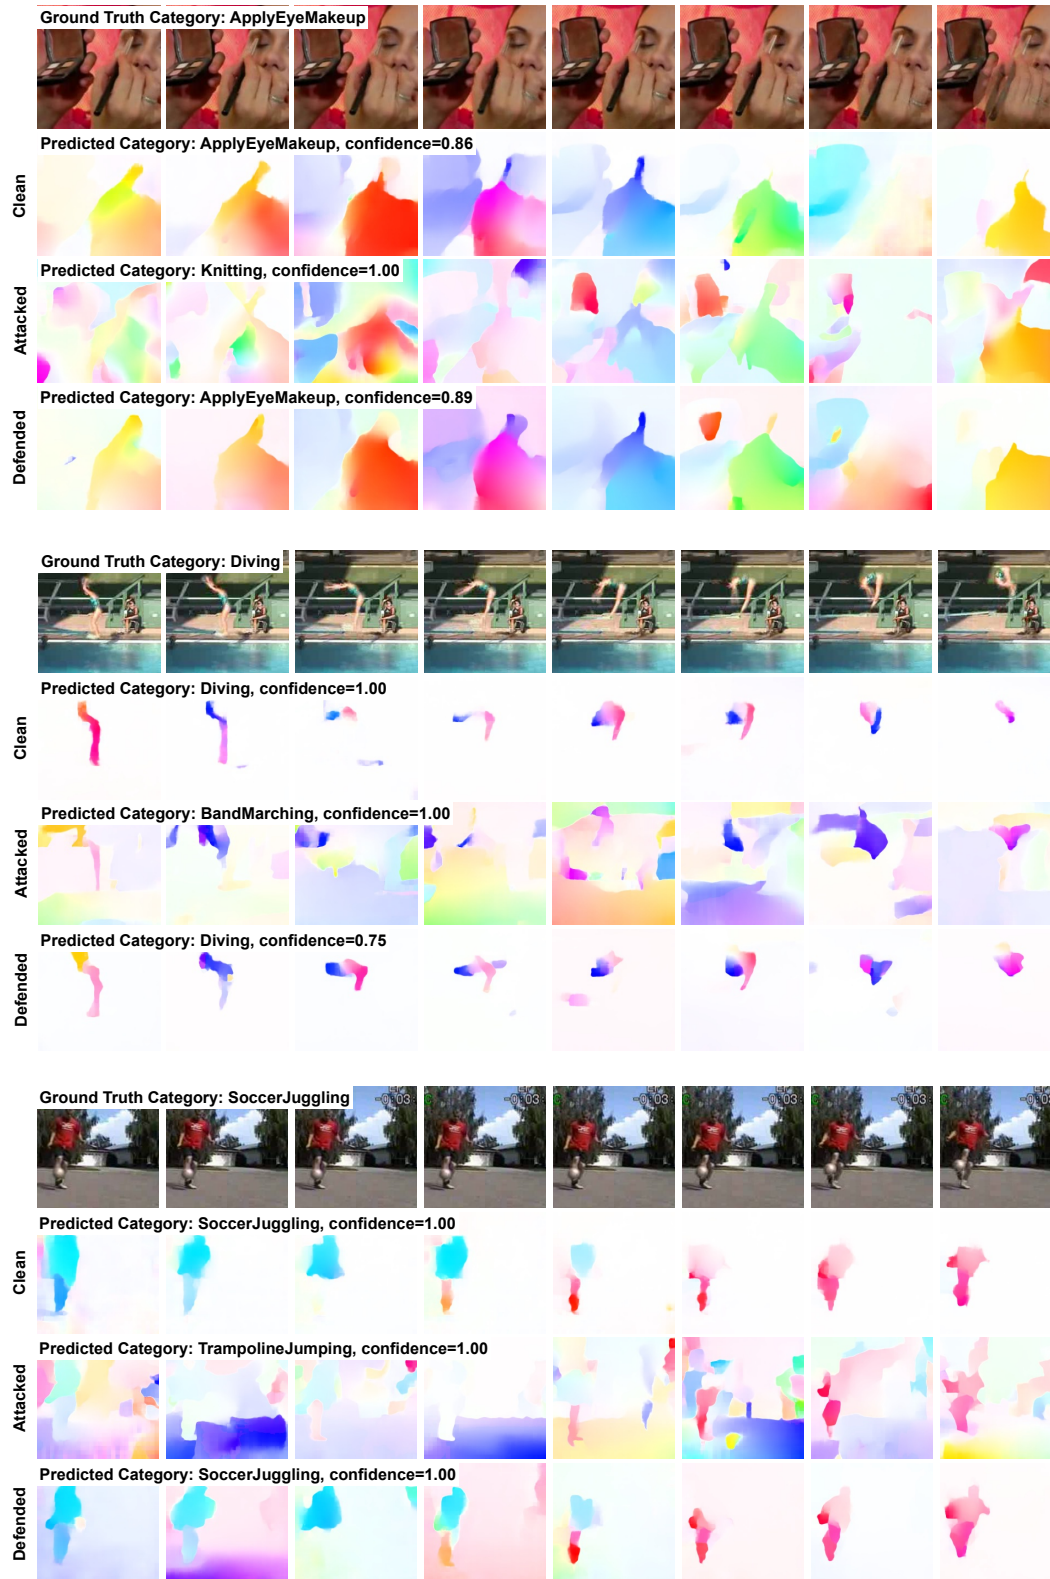 Ground Truth Category: ApplyEyeMakeup
Predicted Category: ApplyEyeMakeup, confidence=0.86
Clean
Predicted Category: Knitting, confidence=1.00
Attacked
Predicted Category: ApplyEyeMakeup, confidence=0.89
Defended
Ground Truth Category: Diving
Predicted Category: Diving, confidence=1.00
Clean
Predicted Category: BandMarching, confidence=1.00
Attacked
Predicted Category: Diving, confidence=0.75
Defended
Ground Truth Category: SoccerJuggling
Predicted Category: SoccerJuggling, confidence=1.00
Clean
Predicted Category: TrampolineJumping, confidence=1.00
Attacked
Predicted Category: SoccerJuggling, confidence=1.00
Defended